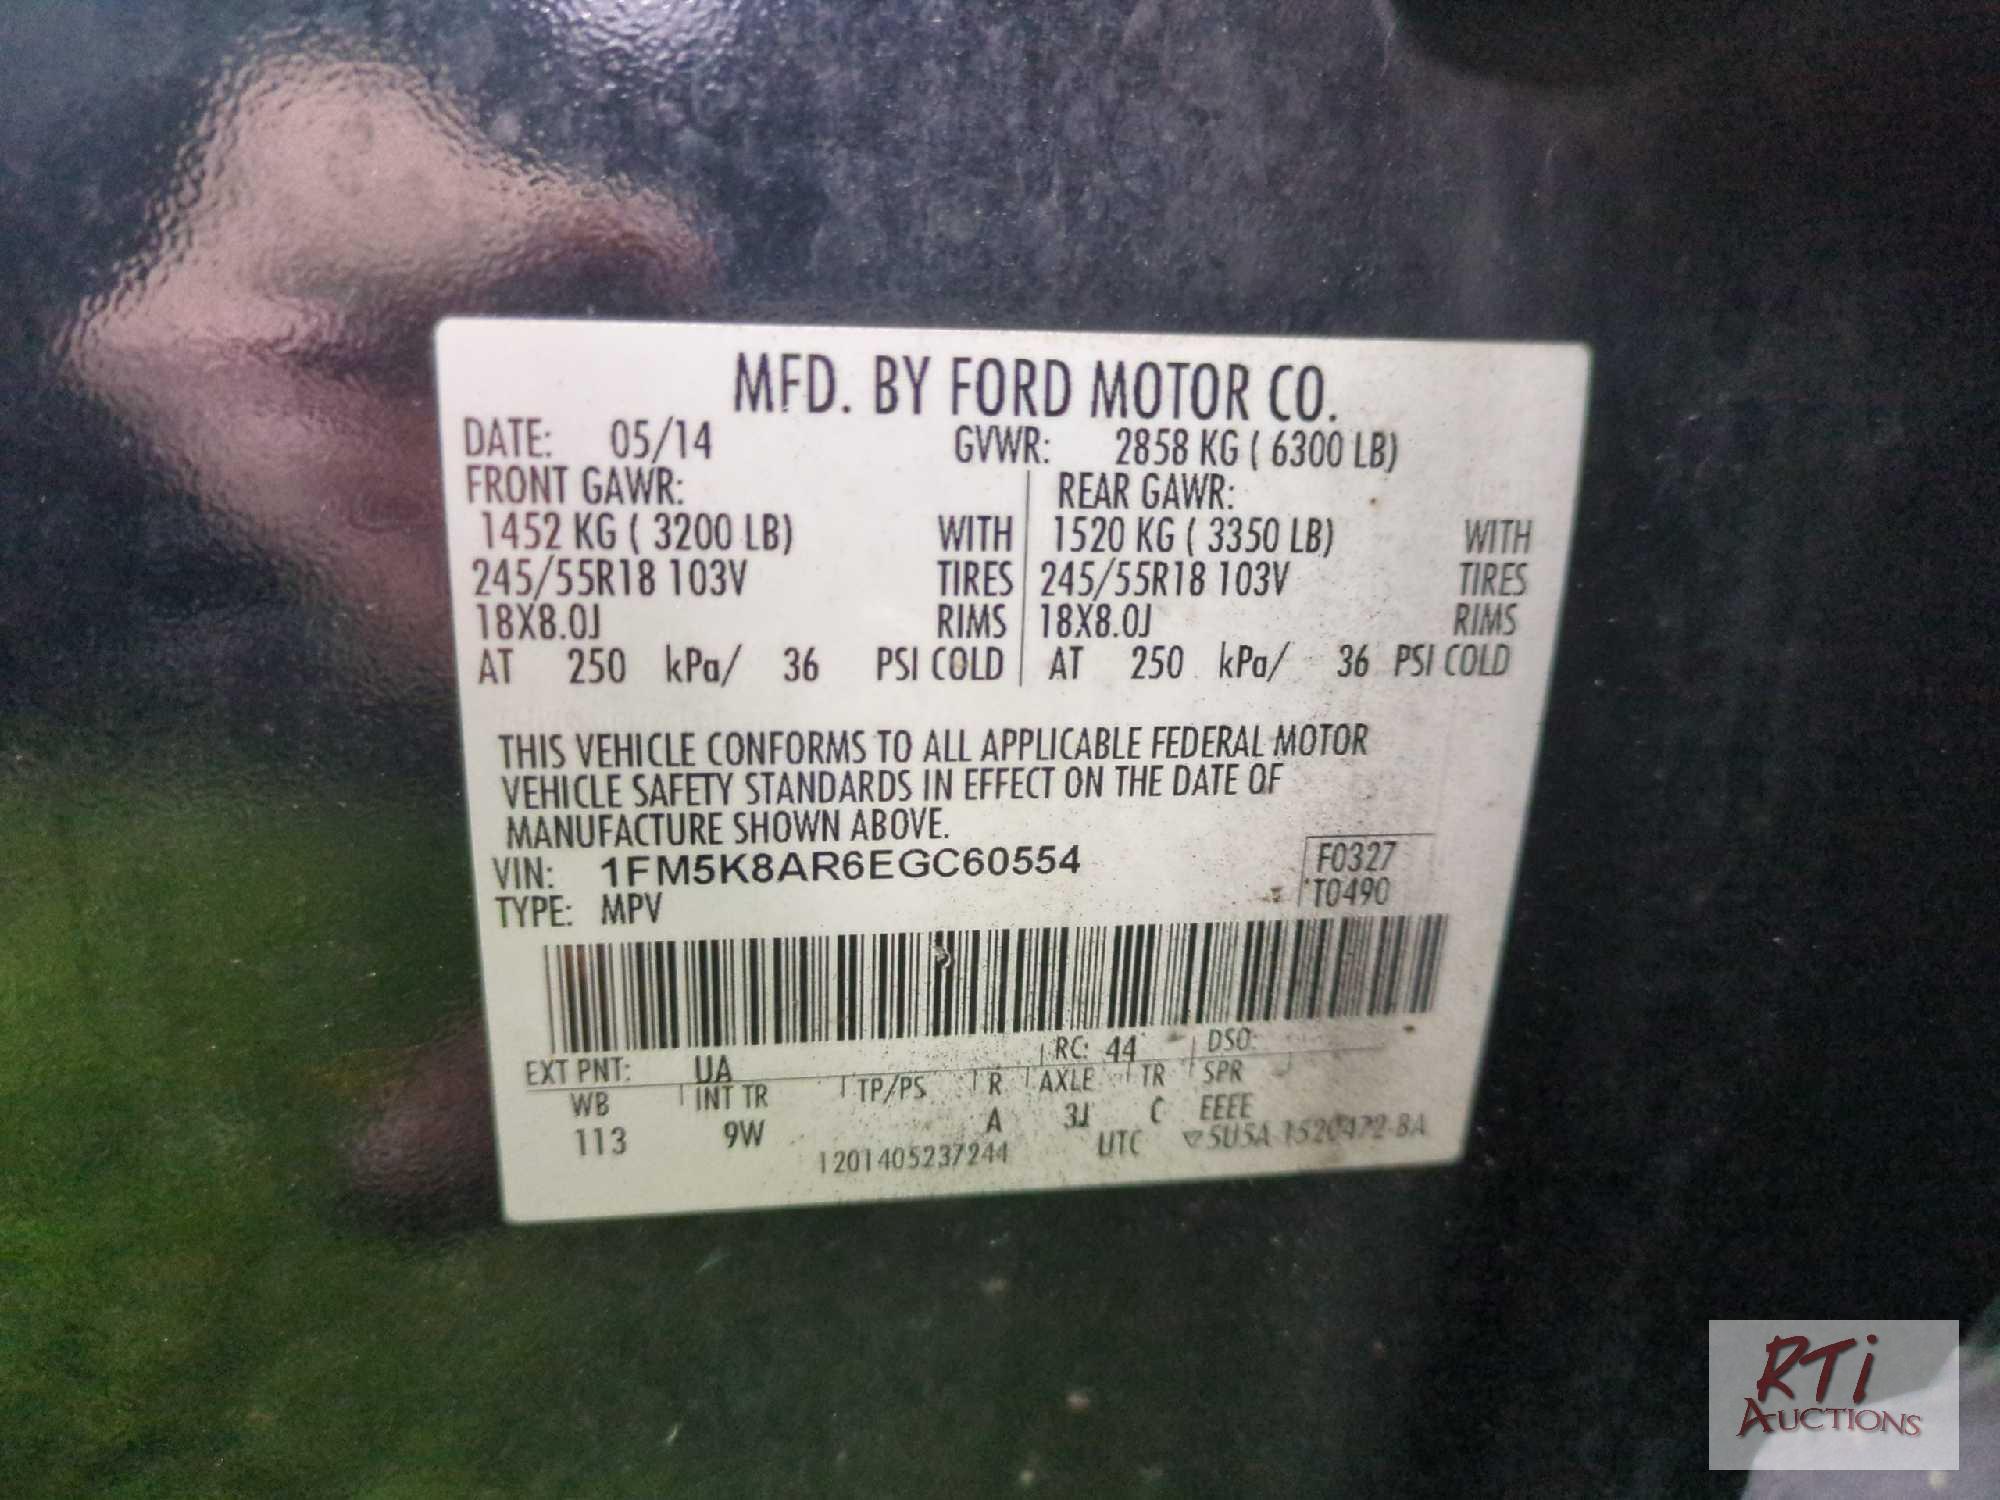 MFD. BY FORD MOTOR CO.
DATE: 05/14 GVWR: 2858 KG ( 6300 LB)
FRONT GAWR: REAR GAWR:
1452 KG ( 3200 LB) WITH 1520 KG ( 3350 LB) WITH
245/55R18 103V TIRES 245/55R18 103V TIRES
18X8.0J RIMS 18X8.0J RIMS
AT 250 kPa/ 36 PSI COLD AT 250 kPa/ 36 PSI COLD
THIS VEHICLE CONFORMS TO ALL APPLICABLE FEDERAL MOTOR
VEHICLE SAFETY STANDARDS IN EFFECT ON THE DATE OF
MANUFACTURE SHOWN ABOVE.
VIN: 1FM5K8AR6EGC60554 F0327
TYPE: MPV T0490
EXT PNT: UA RC: 44 DSO:
WB INT TR TP/PS R AXLE TR SPR
113 9W A 3J C EEEE
1201405237244 UTC ▽5U5A-1520472-BA
RTi
AUCTIONS